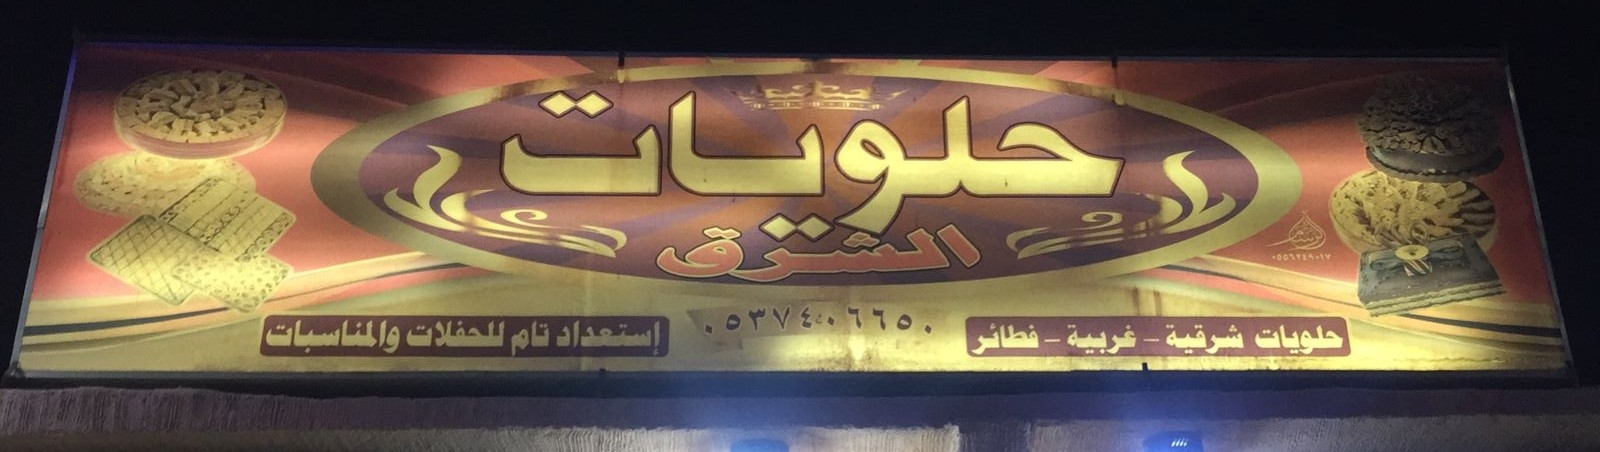 حلويات
الشرق
حلويات شرقية - غربية - فطائر
٠٥٣٧٤٠٦٦٥٠
إستعداد تام للحفلات والمناسبات